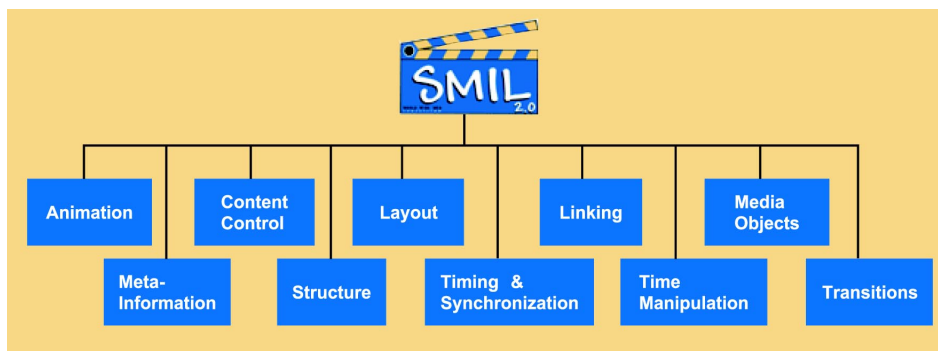 SMIL
2.0
Animation
Content
Control
Layout
Linking
Media
Objects
Meta-
Information
Structure
Timing &
Synchronization
Time
Manipulation
Transitions